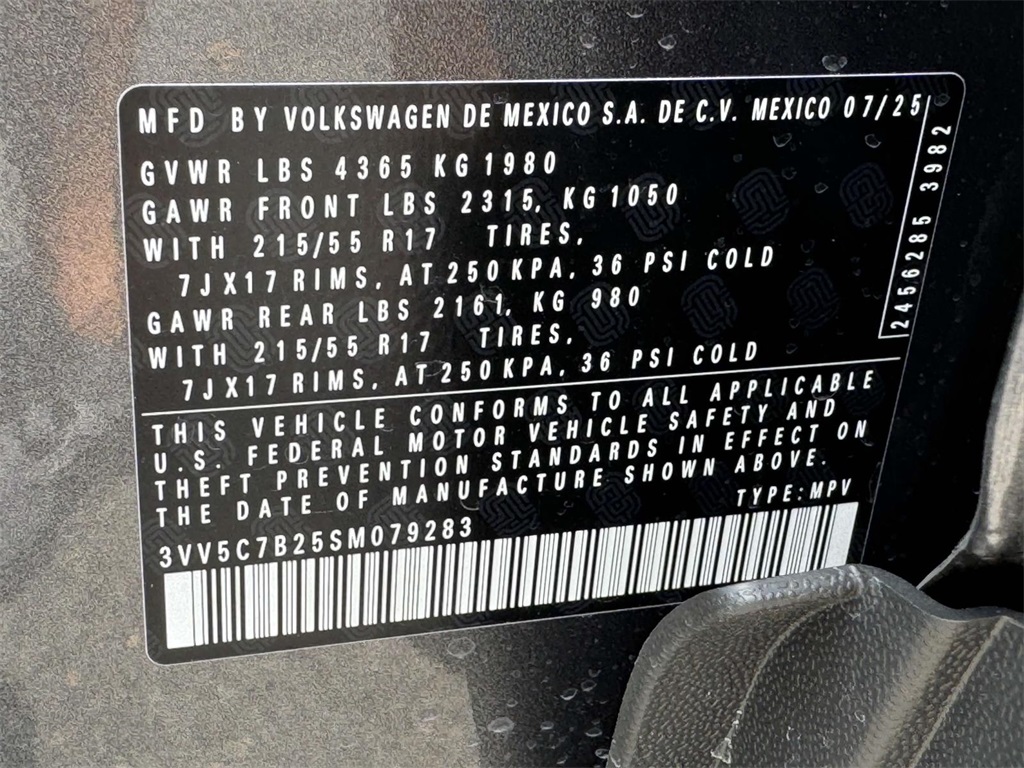 MFD BY VOLKSWAGEN DE MEXICO S.A. DE C.V. MEXICO 07/25
GVWR LBS 4365 KG 1980
GAWR FRONT LBS 2315, KG 1050
WITH 215/55 R17 TIRES,
7JX17 RIMS, AT 250 KPA, 36 PSI COLD
GAWR REAR LBS 2161, KG 980
WITH 215/55 R17 TIRES,
7JX17 RIMS, AT 250 KPA, 36 PSI COLD
2456285 3982
THIS VEHICLE CONFORMS TO ALL APPLICABLE
U.S. FEDERAL MOTOR VEHICLE SAFETY AND
THEFT PREVENTION STANDARDS IN EFFECT ON
THE DATE OF MANUFACTURE SHOWN ABOVE.
TYPE: MPV
3VV5C7B25SM079283